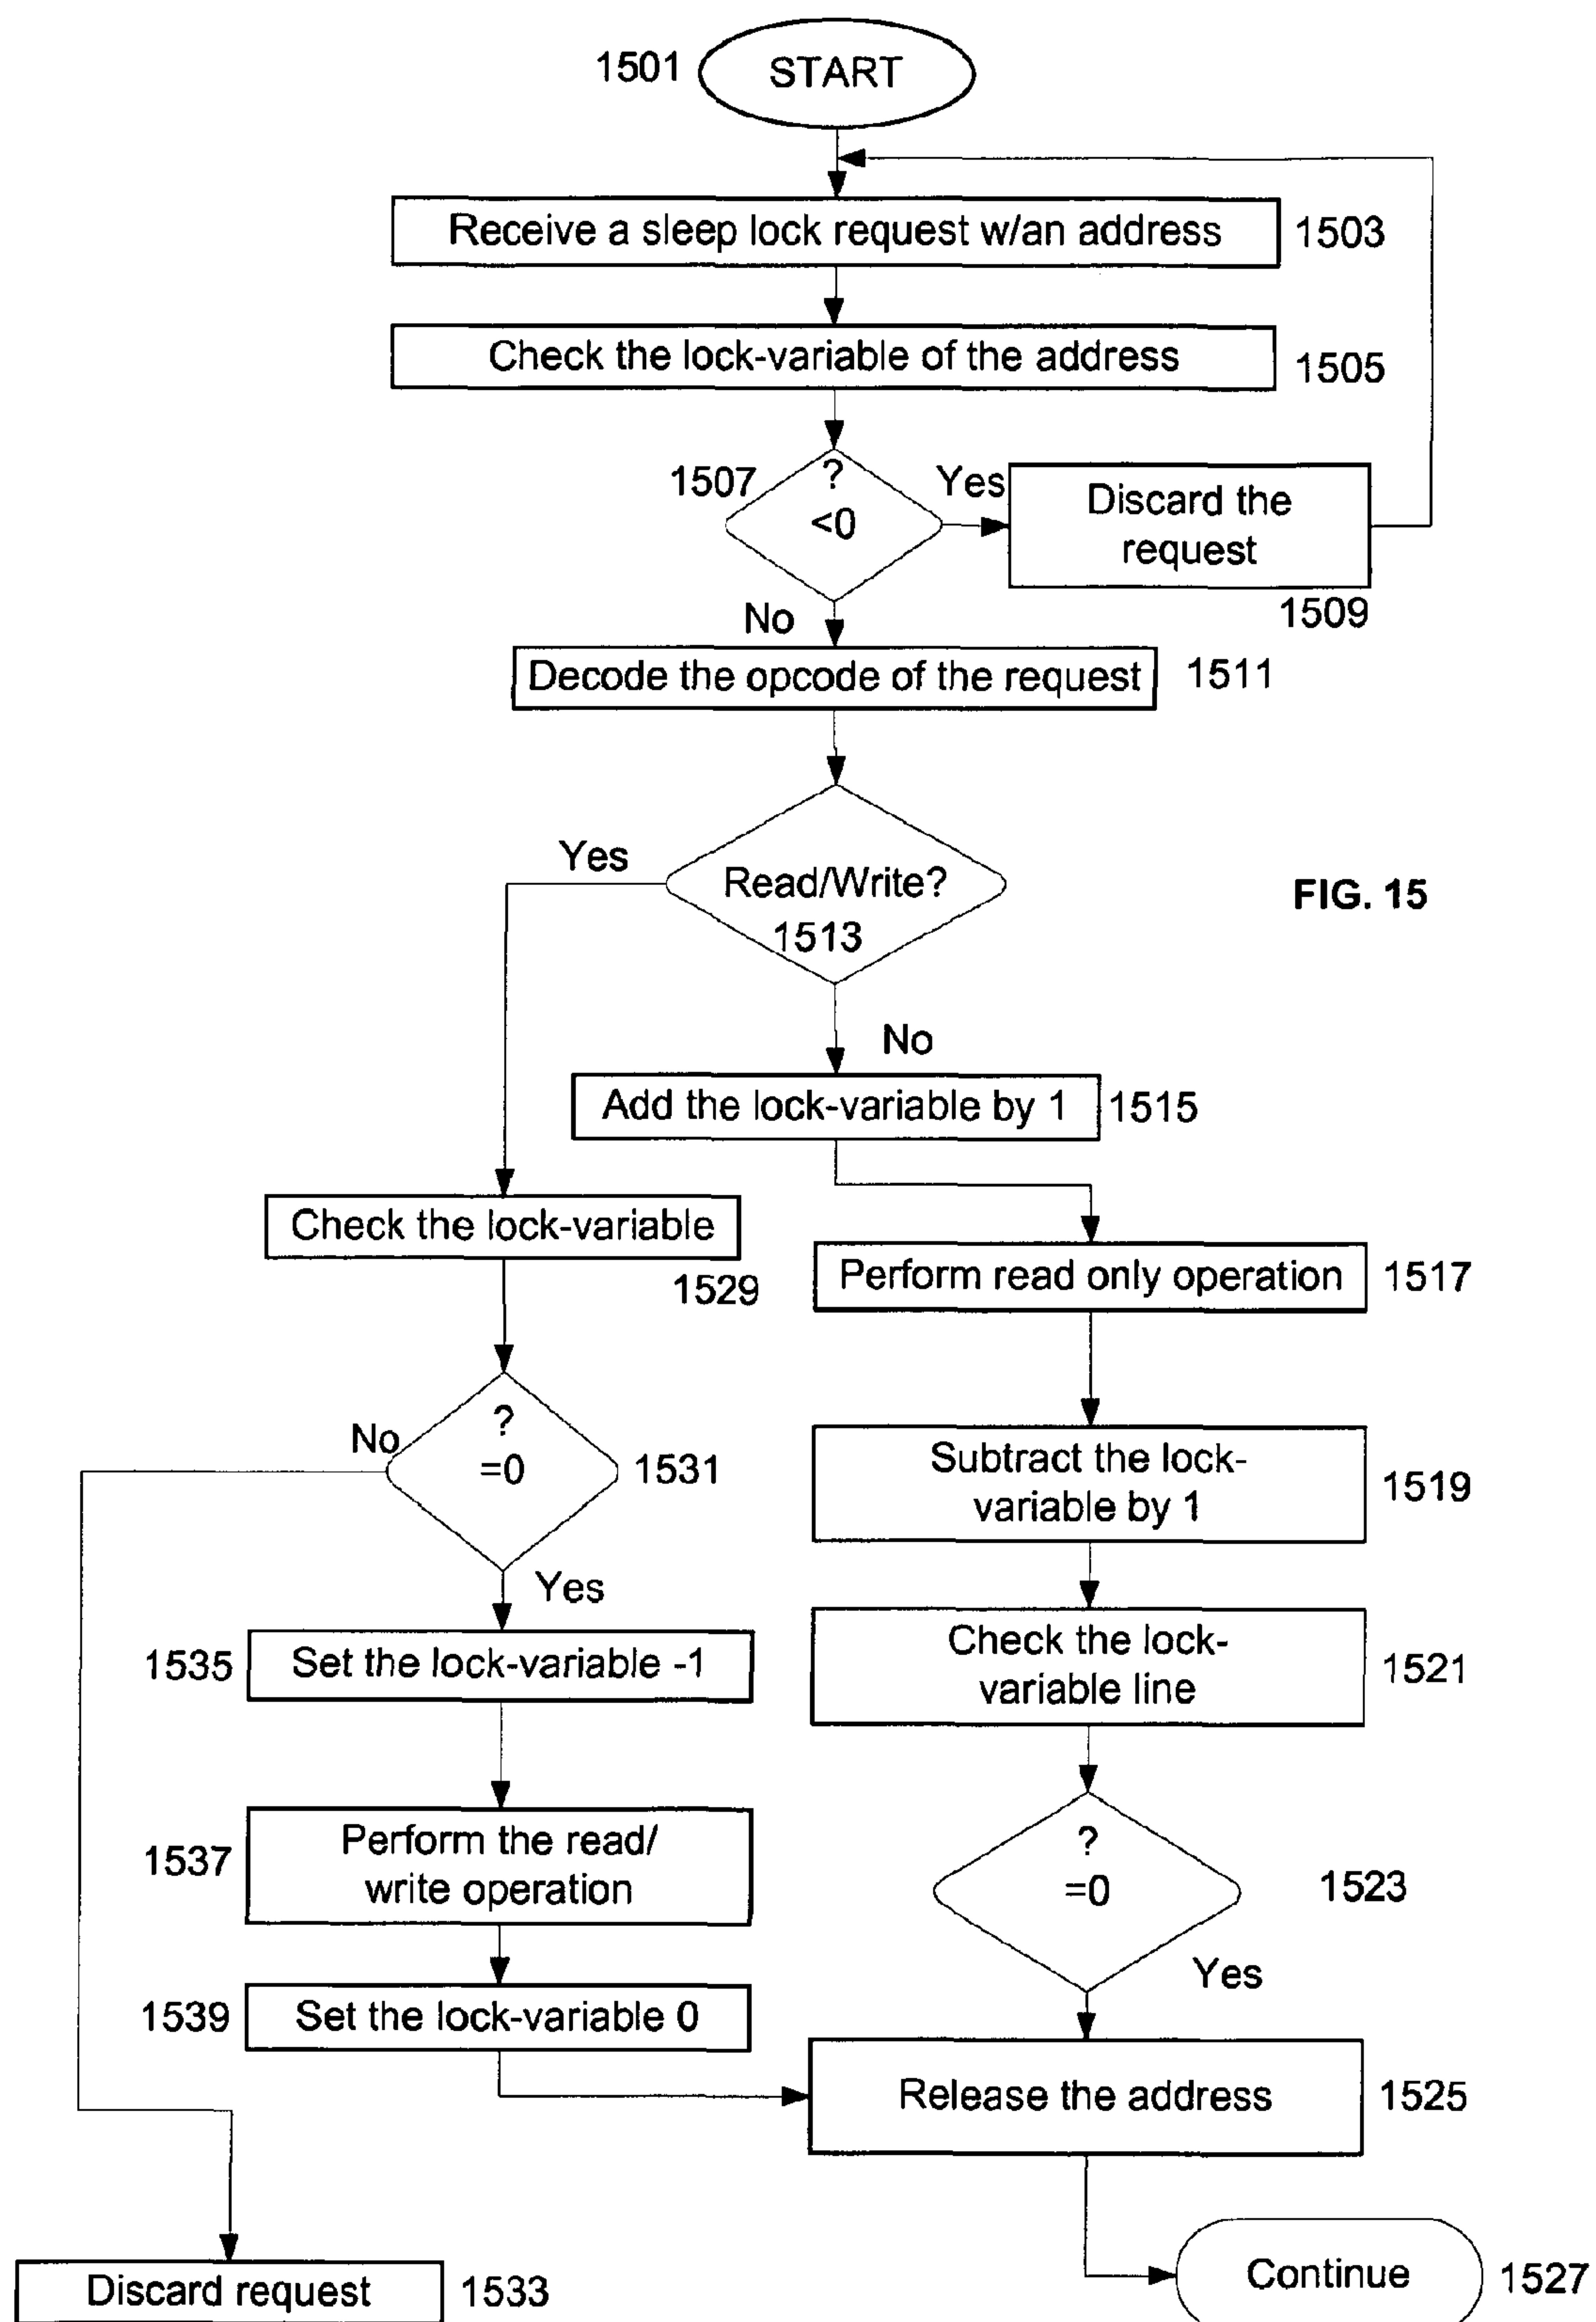 1501
START
Receive a sleep lock request w/an address
1503
Check the lock-variable of the address
1505
1507
?
<0
Yes
Discard the
request
1509
No
Decode the opcode of the request
1511
Yes
Read/Write?
1513
FIG. 15
No
Add the lock-variable by 1
1515
Check the lock-variable
1529
Perform read only operation
1517
?
=0
No
1531
Yes
Subtract the lock-
variable by 1
1519
1535
Set the lock-variable -1
Check the lock-
variable line
1521
1537
Perform the read/
write operation
?
=0
1523
Yes
1539
Set the lock-variable 0
Release the address
1525
Discard request
1533
Continue
1527